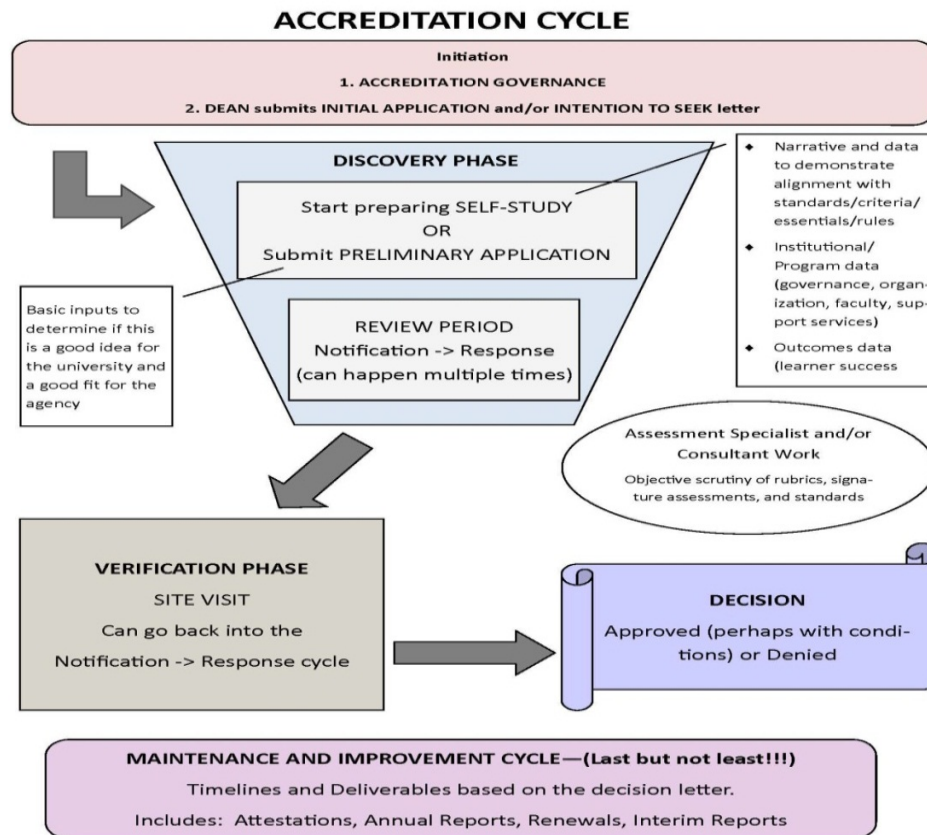 ACCREDITATION CYCLE
Initiation
1. ACCREDITATION GOVERNANCE
2. DEAN submits INITIAL APPLICATION and/or INTENTION TO SEEK letter
DISCOVERY PHASE
Start preparing SELF-STUDY
OR
Submit PRELIMINARY APPLICATION
REVIEW PERIOD
Notification -> Response
(can happen multiple times)
◆ Narrative and data
to demonstrate
alignment with
standards/criteria/
essentials/rules
◆ Institutional/
Program data
(governance, organ-
ization, faculty, sup-
port services)
◆ Outcomes data
(learner success
Basic inputs to
determine if this
is a good idea for
the university and
a good fit for the
agency
Assessment Specialist and/or
Consultant Work
Objective scrutiny of rubrics, signa-
ture assessments, and standards
VERIFICATION PHASE
SITE VISIT
Can go back into the
Notification -> Response cycle
DECISION
Approved (perhaps with condi-
tions) or Denied
MAINTENANCE AND IMPROVEMENT CYCLE—(Last but not least!!!)
Timelines and Deliverables based on the decision letter.
Includes: Attestations, Annual Reports, Renewals, Interim Reports